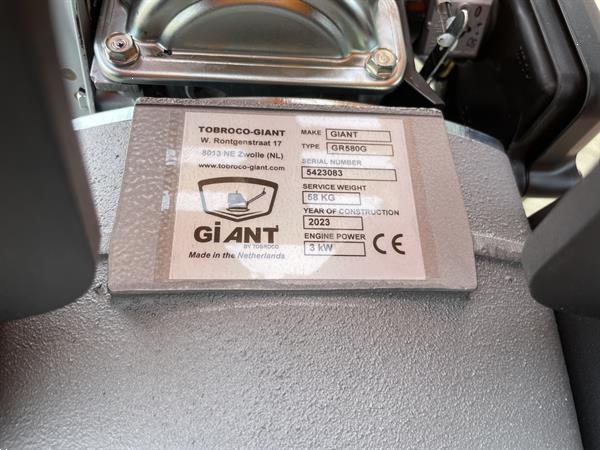 TOBROCO-GIANT
W. Rontgenstraat 17
8013 NE Zwolle (NL)
www.tobroco-giant.com
GiANT
BY TOBROCO
Made in the Netherlands
MAKE GIANT
TYPE GR580G
SERIAL NUMBER
5423083
SERVICE WEIGHT
58 KG
YEAR OF CONSTRUCTION
2023
ENGINE POWER
3 kW
CE